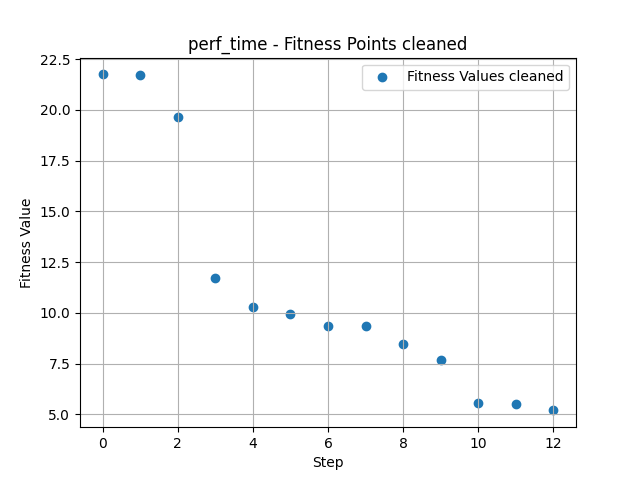 perf_time - Fitness Points cleaned
Fitness Values cleaned
22.5
20.0
17.5
15.0
12.5
10.0
7.5
5.0
Fitness Value
0 2 4 6 8 10 12
Step